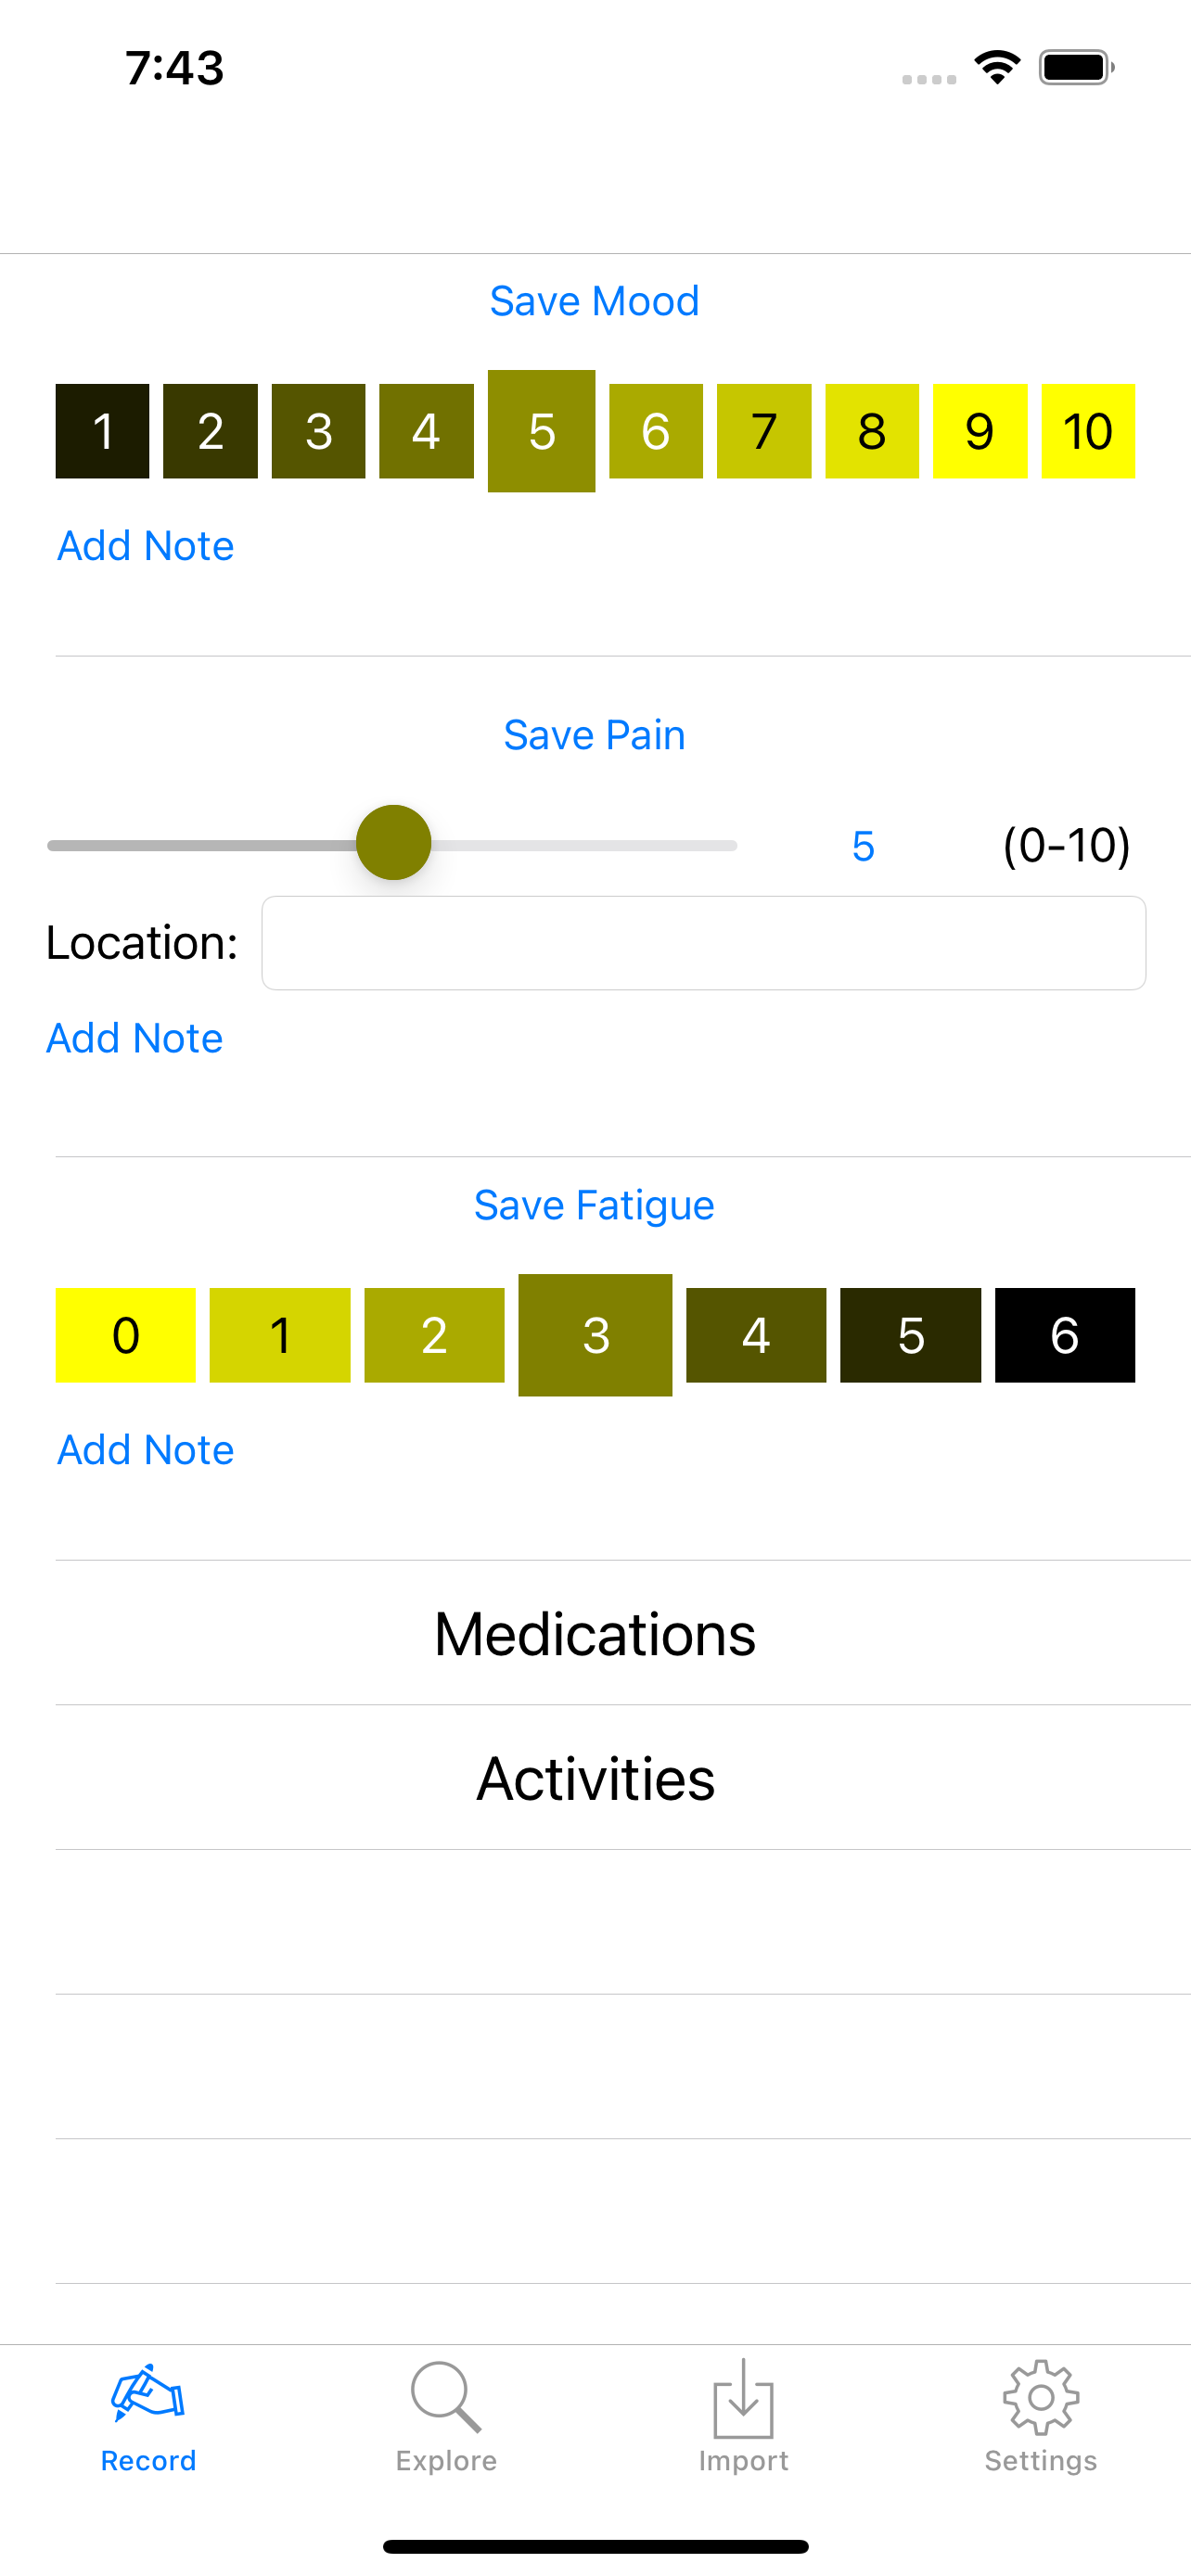 7:43
Save Mood
1 2 3 4 5 6 7 8 9 10
Add Note
Save Pain
5 (0-10)
Location:
Add Note
Save Fatigue
0 1 2 3 4 5 6
Add Note
Medications
Activities
Record Explore Import Settings